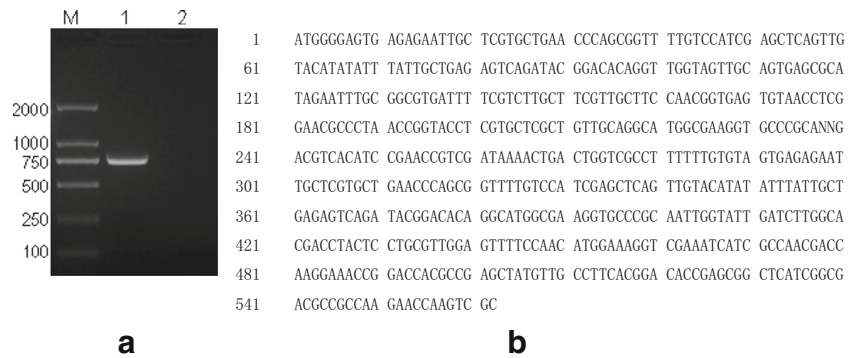 M 1 2
2000
1000
750
500
250
100
a
1 ATGGGGAGTG AGAGAATTGC TCGTGCTGAA CCCAGCGGTT TTGTCCATCG AGCTCAGTTG
61 TACATATATT TATTGCTGAG AGTCAGATAC GGACACAGGT TGGTAGTTGC AGTGAGCGCA
121 TAGAATTTGC GGCGTGATTT TCGTCTTGCT TCGTTGCTTC CAACGGTGAG TGTAACCTCG
181 GAACGCCCTA ACCGGTACCT CGTGCTCGCT GTTGCAGGCA TGGCGAAGGT GCCCGCANNG
241 ACGTCACATC CGAACCGTCG ATAAAACTGA CTGGTCGCCT TTTTTGTGTA GTGAGAGAAT
301 TGCTCGTGCT GAACCCAGCG GTTTTGTCCA TCGAGCTCAG TTGTACATAT ATTTATTGCT
361 GAGAGTCAGA TACGGACACA GGCATGGCGA AGGTGCCCGC AATTGGTATT GATCTTGGCA
421 CGACCTACTC CTGCGTTGGA GTTTTCCAAC ATGGAAAGGT CGAAATCATC GCCAACGACC
481 AAGGAAACCG GACCACGCCG AGCTATGTTG CCTTCACGGA CACCGAGCGG CTCATCGGCG
541 ACGCCGCCAA GAACCAAGTC GC
b